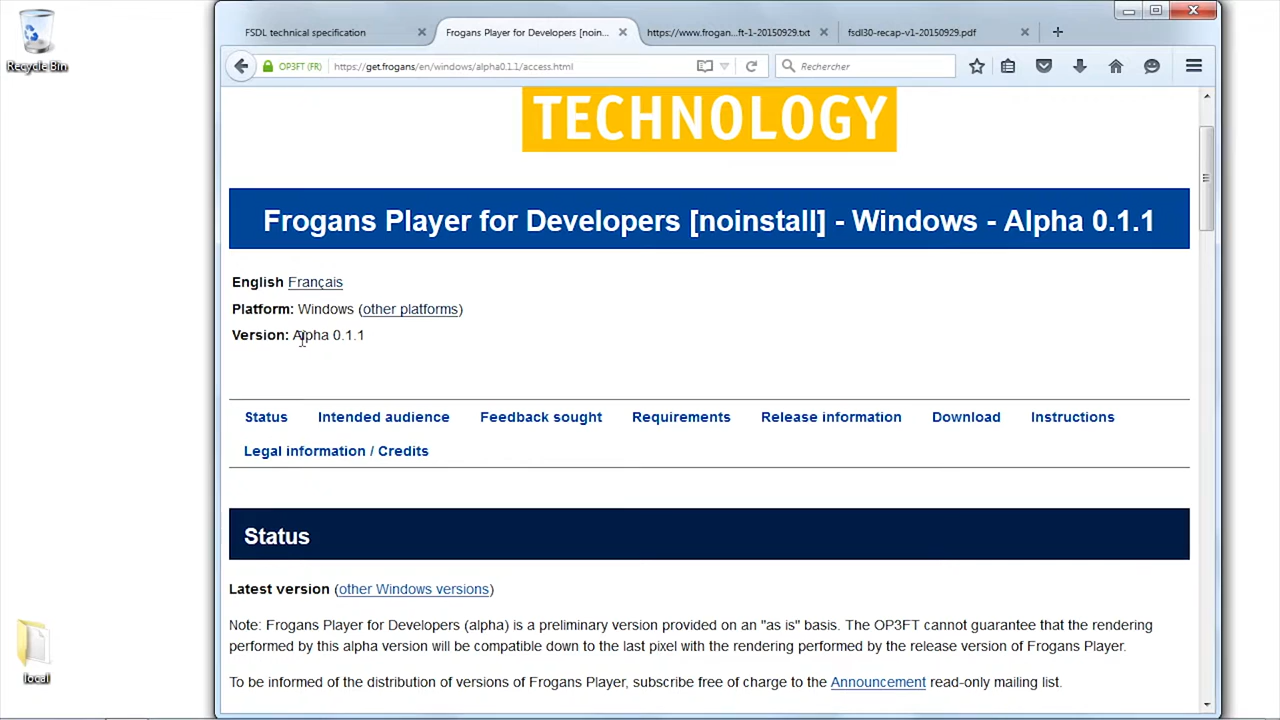 Recycle Bin
local
FSDL technical specification
Frogans Player for Developers [noin...
https://www.frogan...ft-1-20150929.txt
fsdl30-recap-v1-20150929.pdf
OP3FT (FR)
https://get.frogans/en/windows/alpha0.1.1/access.html
Rechercher
TECHNOLOGY
Frogans Player for Developers [noinstall] - Windows - Alpha 0.1.1
English Français
Platform: Windows (other platforms)
Version: Alpha 0.1.1
Status Intended audience Feedback sought Requirements Release information Download Instructions
Legal information / Credits
Status
Latest version (other Windows versions)
Note: Frogans Player for Developers (alpha) is a preliminary version provided on an "as is" basis. The OP3FT cannot guarantee that the rendering
performed by this alpha version will be compatible down to the last pixel with the rendering performed by the release version of Frogans Player.
To be informed of the distribution of versions of Frogans Player, subscribe free of charge to the Announcement read-only mailing list.